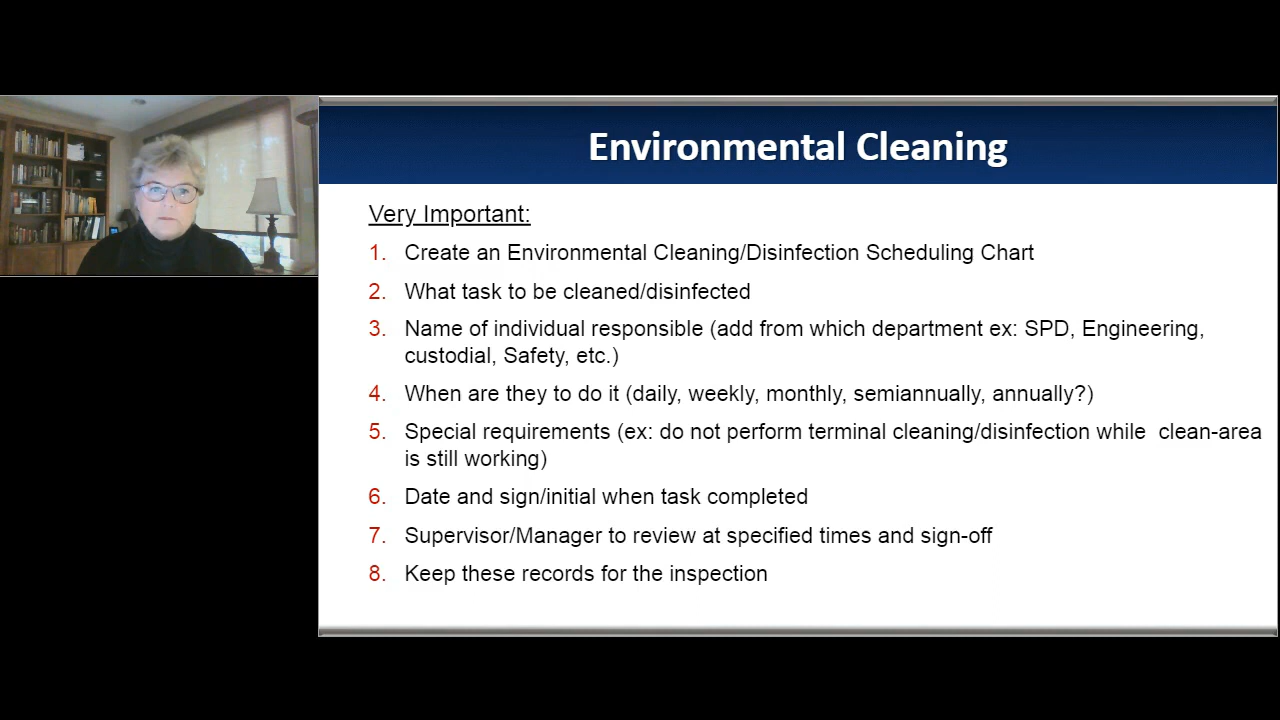 Environmental Cleaning
Very Important:
1. Create an Environmental Cleaning/Disinfection Scheduling Chart
2. What task to be cleaned/disinfected
3. Name of individual responsible (add from which department ex: SPD, Engineering,
custodial, Safety, etc.)
4. When are they to do it (daily, weekly, monthly, semiannually, annually?)
5. Special requirements (ex: do not perform terminal cleaning/disinfection while  clean-area
is still working)
6. Date and sign/initial when task completed
7. Supervisor/Manager to review at specified times and sign-off
8. Keep these records for the inspection